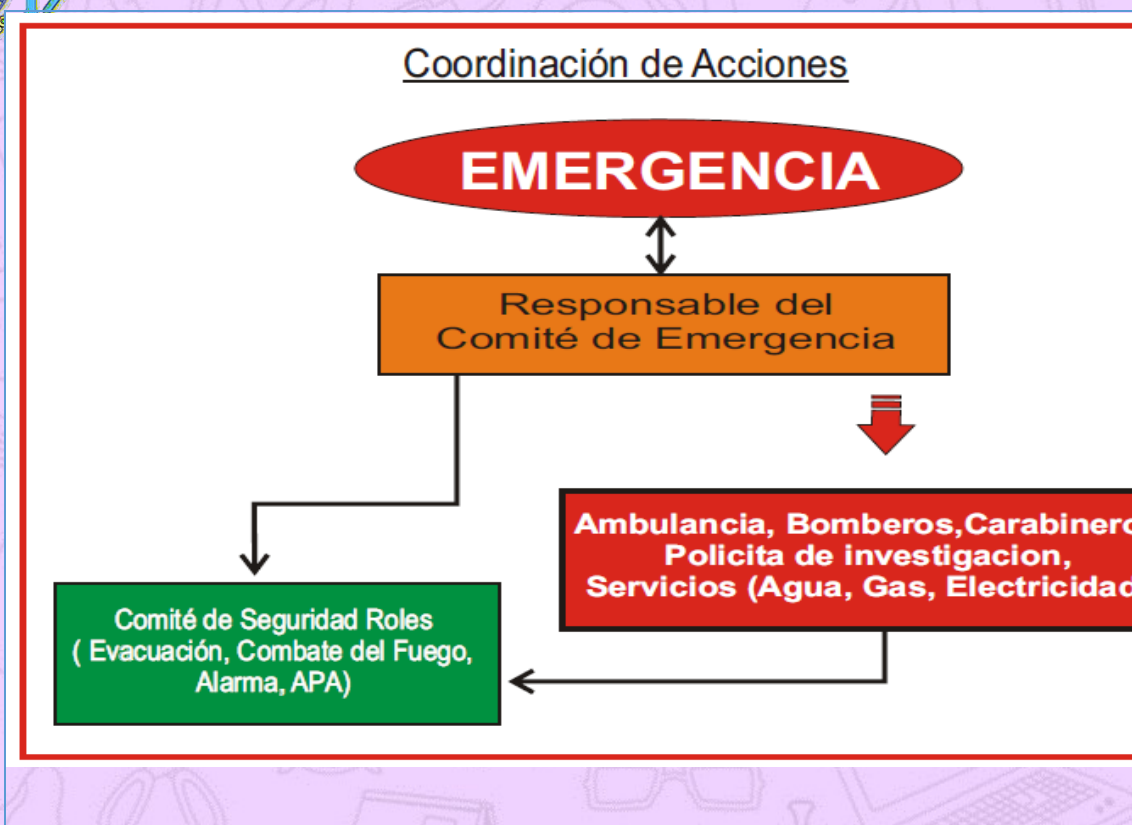 Coordinación de Acciones
EMERGENCIA
Responsable del
Comité de Emergencia
Ambulancia, Bomberos,Carabinero
Policita de investigacion,
Servicios (Agua, Gas, Electricidad
Comité de Seguridad Roles
( Evacuación, Combate del Fuego,
Alarma, APA)